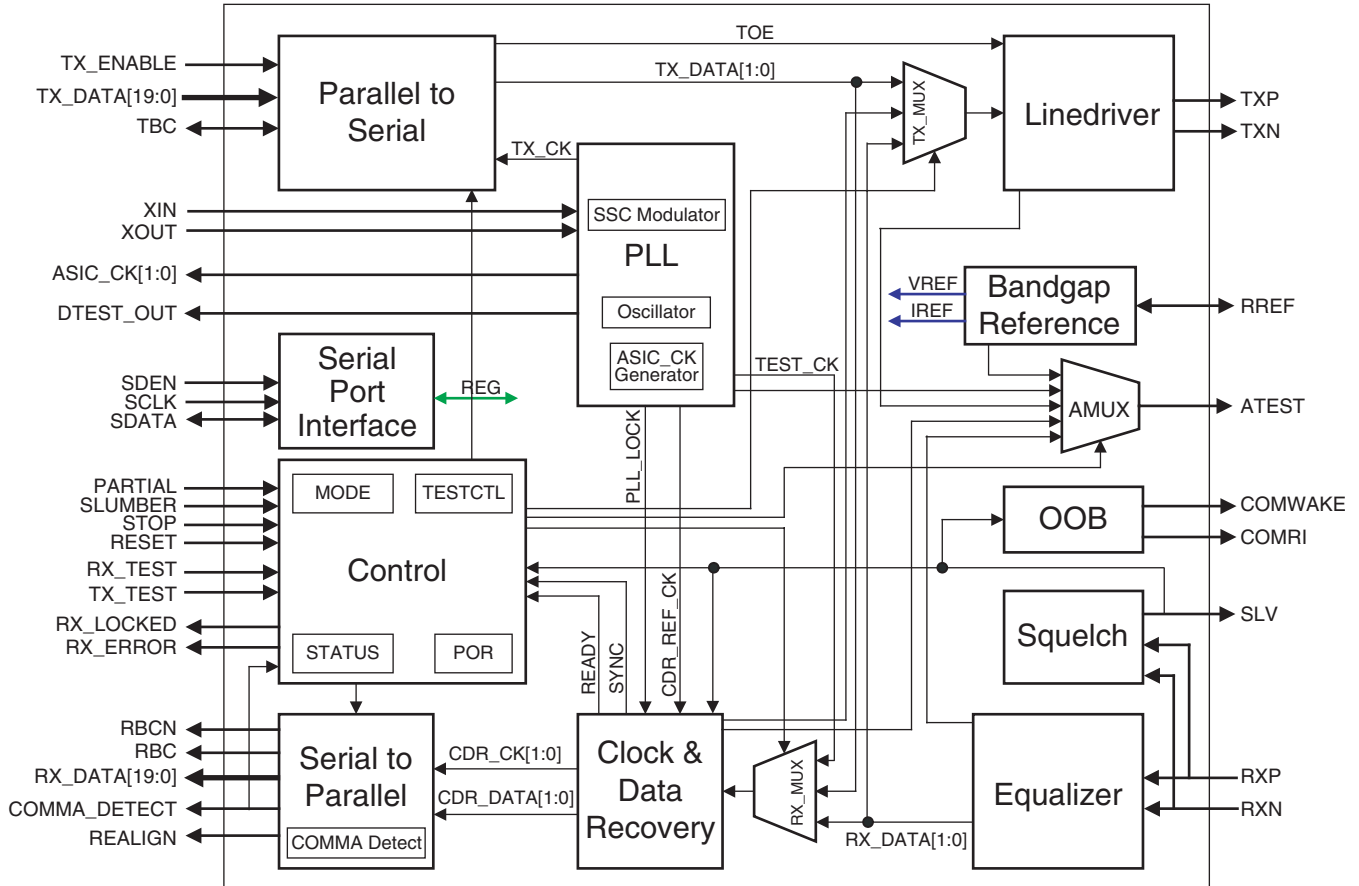 TX_ENABLE
TX_DATA[19:0]
TBC
XIN
XOUT
ASIC_CK[1:0]
DTEST_OUT
SDEN
SCLK
SDATA
PARTIAL
SLUMBER
STOP
RESET
RX_TEST
TX_TEST
RX_LOCKED
RX_ERROR
RBCN
RBC
RX_DATA[19:0]
COMMA_DETECT
REALIGN
Parallel to
Serial
TOE
TX_DATA[1:0]
TX_CK
TX_MUX
Linedriver
TXP
TXN
SSC Modulator
PLL
Oscillator
ASIC_CK
Generator
VREF
IREF
Bandgap
Reference
RREF
Serial
Port
Interface
REG
TEST_CK
AMUX
ATEST
PLL_LOCK
CDR_REF_CK
MODE
TESTCTL
Control
STATUS
POR
READY
SYNC
OOB
COMWAKE
COMRI
Squelch
SLV
Serial to
Parallel
COMMA Detect
CDR_CK[1:0]
CDR_DATA[1:0]
Clock &
Data
Recovery
RX_MUX
RX_DATA[1:0]
Equalizer
RXP
RXN